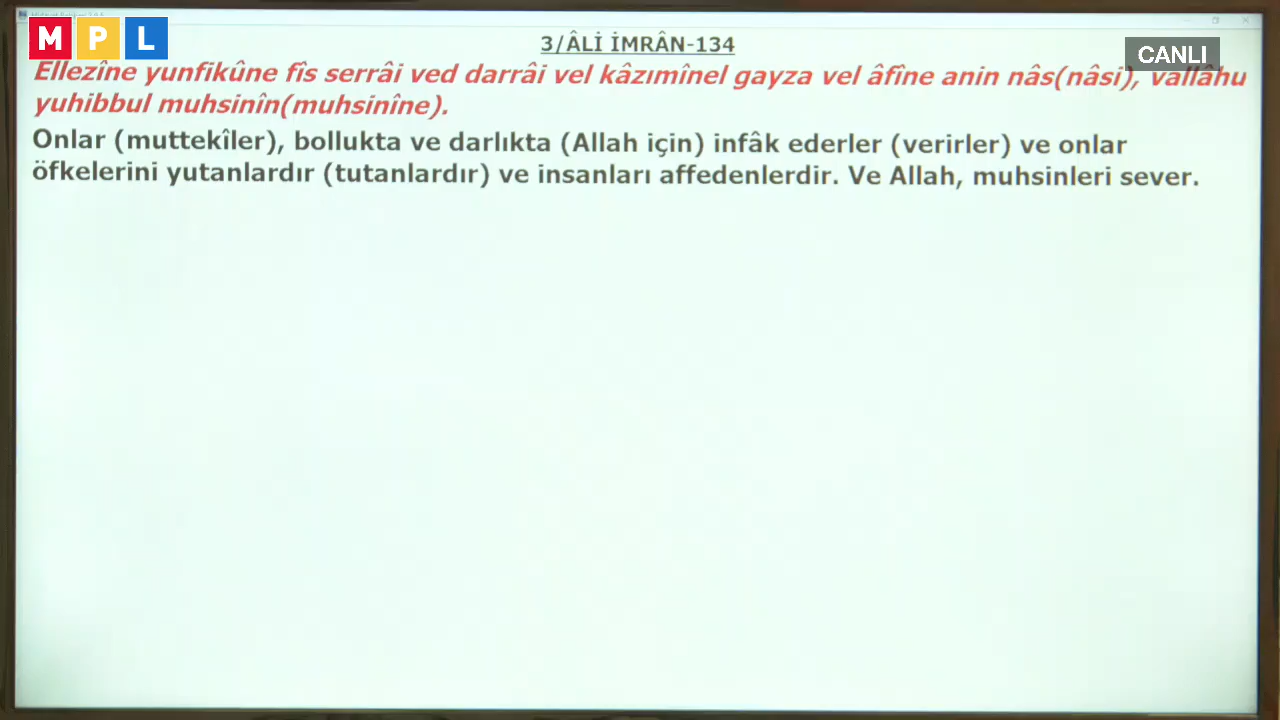 MPL
3/ÂLİ İMRÂN-134
CANLI
Ellezîne yunfikûne fîs serrâi ved darrâi vel kâzımînel gayza vel âfîne anin nâs(nâsi), vallâhu
yuhibbul muhsinîn(muhsinîne).
Onlar (muttekîler), bollukta ve darlıkta (Allah için) infâk ederler (verirler) ve onlar
öfkelerini yutanlardır (tutanlardır) ve insanları affedenlerdir. Ve Allah, muhsinleri sever.